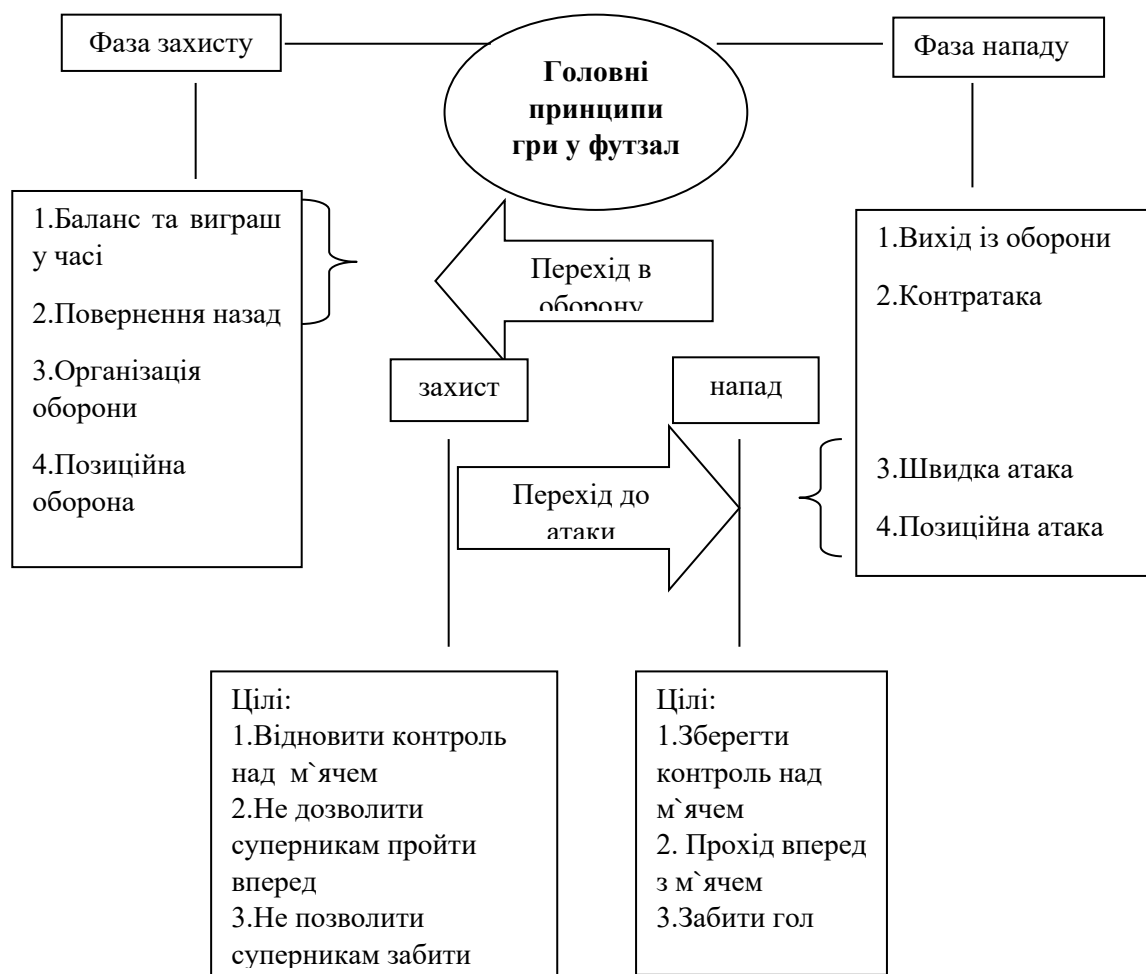 Фаза захисту
Головні
принципи
гри у футзал
Фаза нападу
1.Баланс та виграш
у часі
2.Повернення назад
3.Організація
оборони
4.Позиційна
оборона
Перехід в
оборону
1.Вихід із оборони
2.Контратака
3.Швидка атака
4.Позиційна атака
захист
напад
Перехід до
атаки
Цілі:
1.Відновити контроль
над м`ячем
2.Не дозволити
суперникам пройти
вперед
3.Не позволити
суперникам забити
Цілі:
1.Зберегти
контроль над
м`ячем
2. Прохід вперед
з м`ячем
3.Забити гол